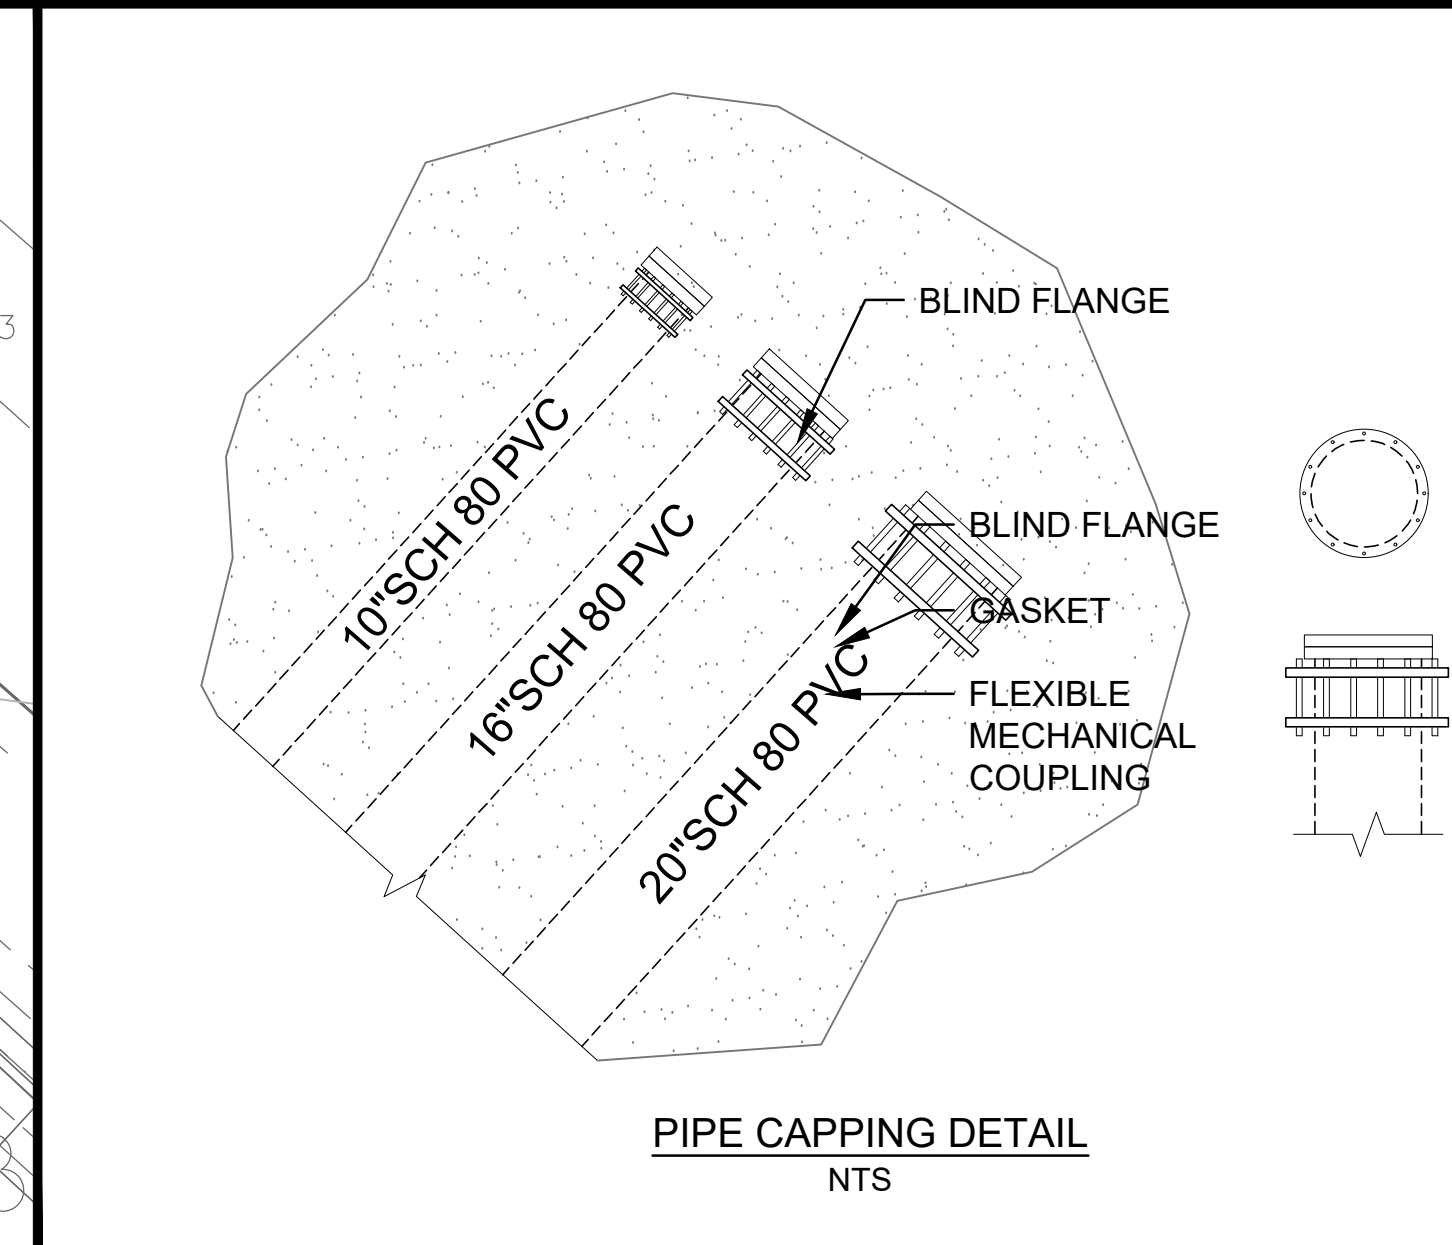 BLIND FLANGE
10"SCH 80 PVC
16"SCH 80 PVC
BLIND FLANGE
GASKET
20"SCH 80 PVC
FLEXIBLE
MECHANICAL
COUPLING
PIPE CAPPING DETAIL
NTS
3